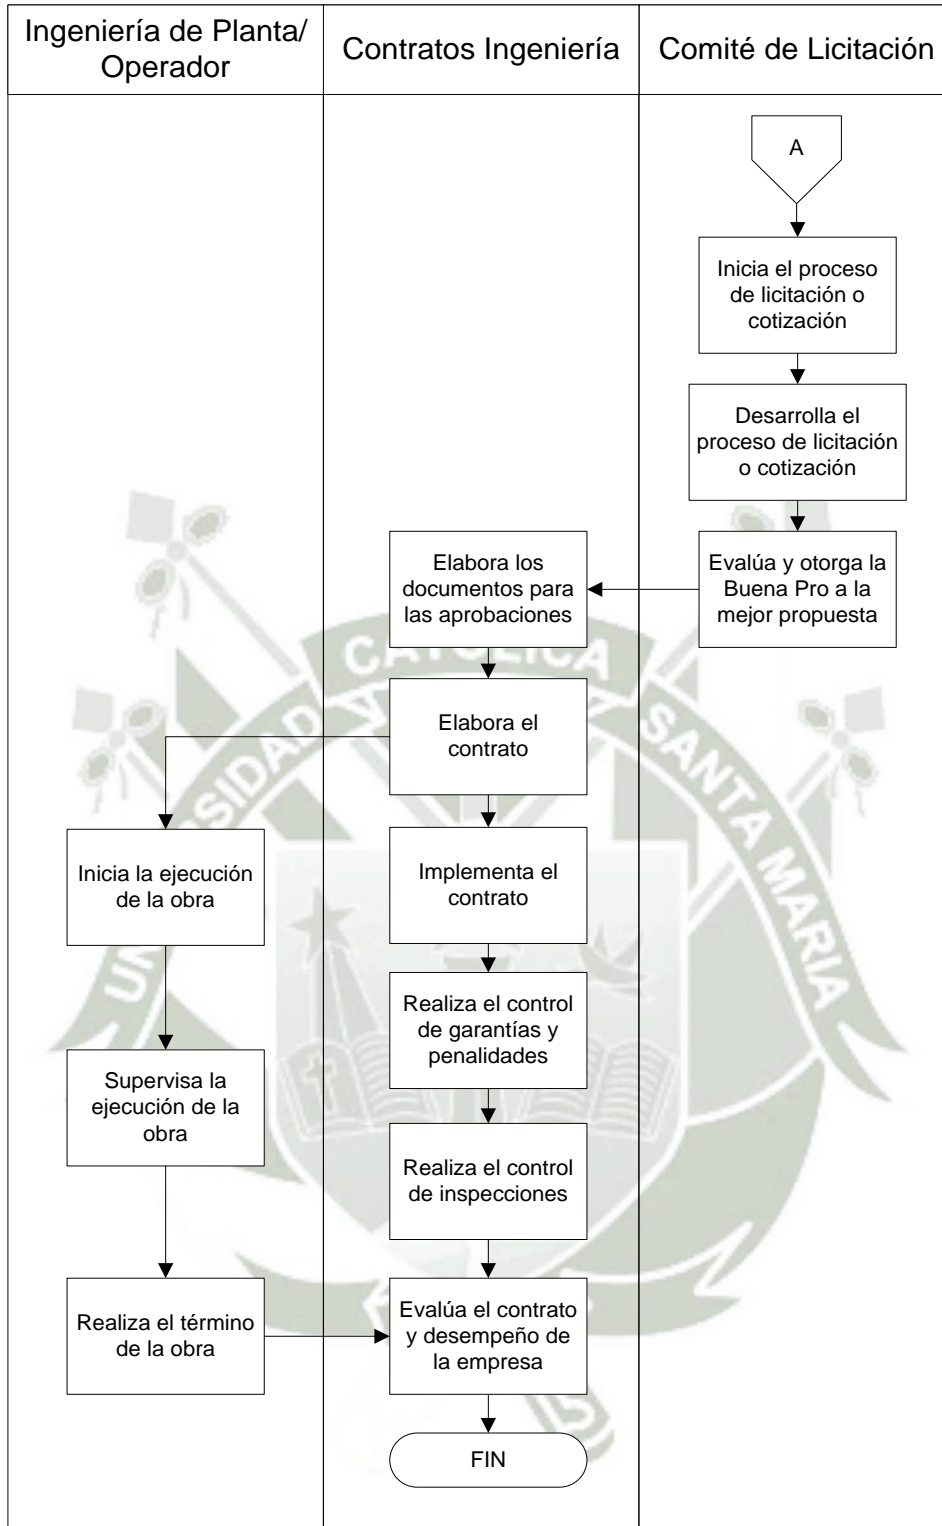 Ingeniería de Planta/
Operador
Contratos Ingeniería
Comité de Licitación
A
Inicia el proceso
de licitación o
cotización
Desarrolla el
proceso de licitación
o cotización
Evalúa y otorga la
Buena Pro a la
mejor propuesta
Elabora los
documentos para
las aprobaciones
Elabora el
contrato
Inicia la ejecución
de la obra
Implementa el
contrato
Realiza el control
de garantías y
penalidades
Supervisa la
ejecución de la
obra
Realiza el control
de inspecciones
Realiza el término
de la obra
Evalúa el contrato
y desempeño de
la empresa
FIN
CATOLICA
SANTA MARIA